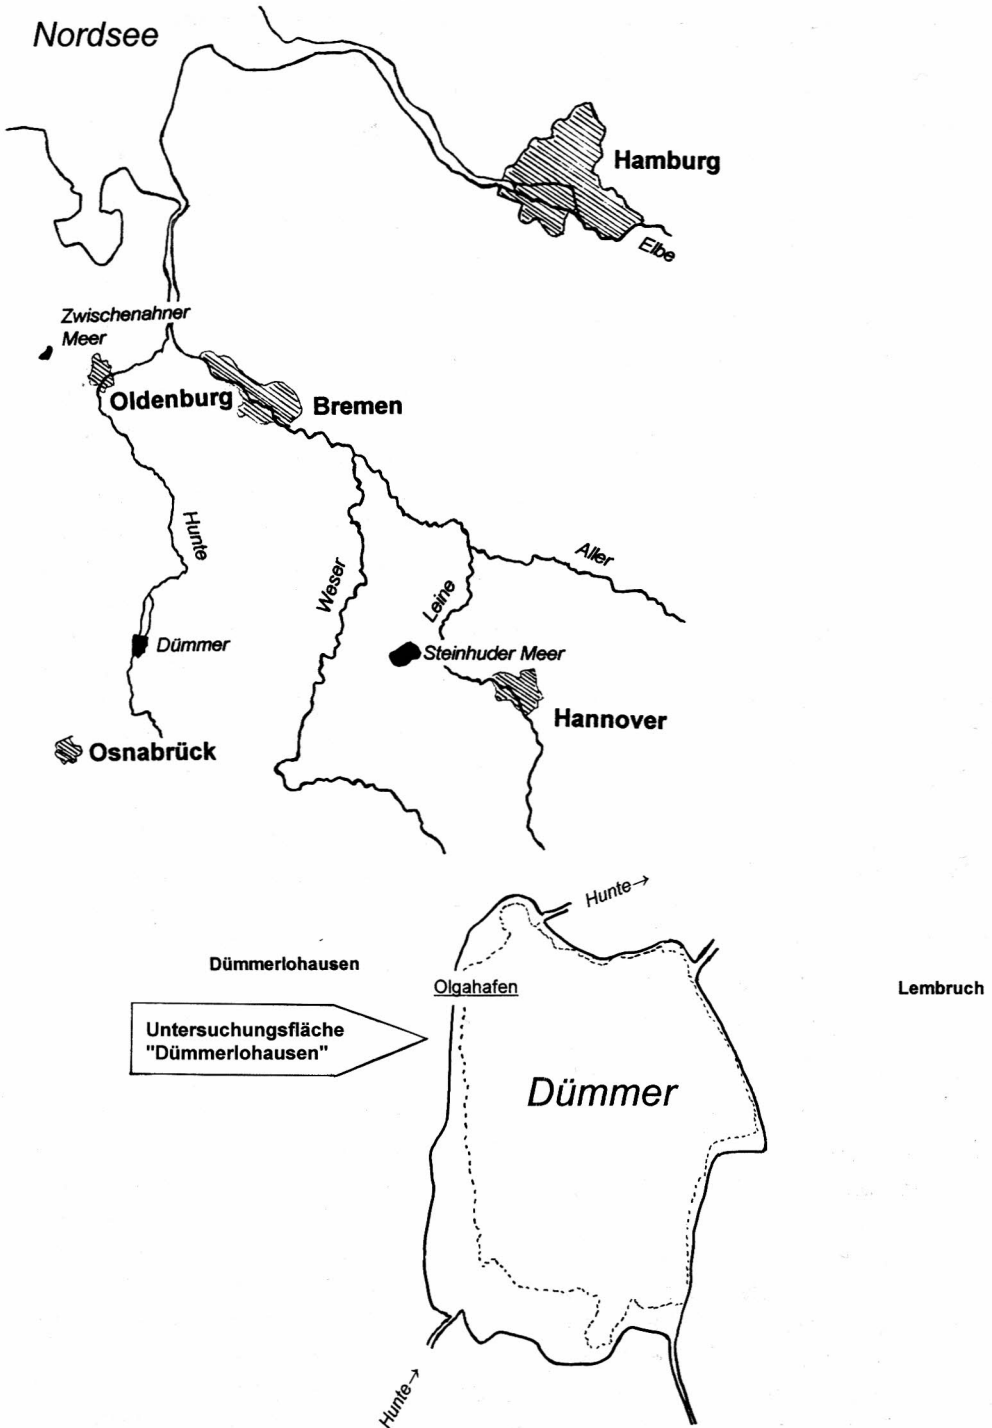 Nordsee
Hamburg
Elbe
Zwischenahner
Meer
Oldenburg
Bremen
Hunte
Weser
Aller
Leine
Dümmer
Steinhuder Meer
Hannover
Osnabrück
Hunte→
Dümmerlohausen
Olgahafen
Lembruch
Untersuchungsfläche
"Dümmerlohausen"
Dümmer
Hunte→